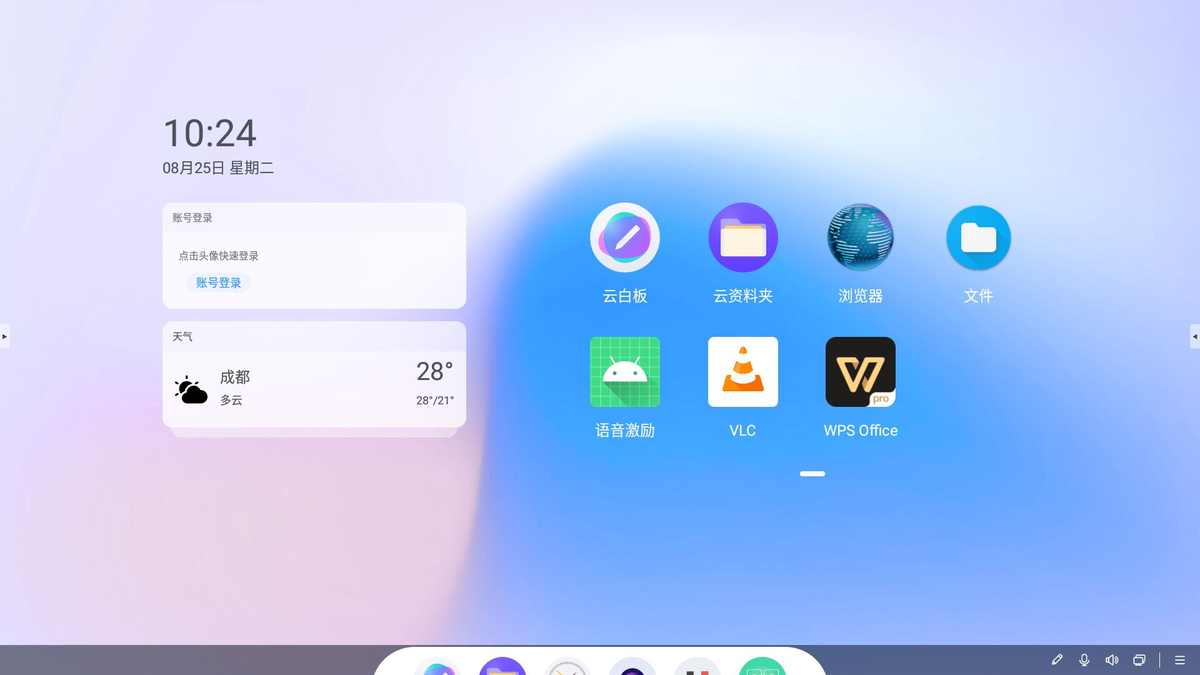 10:24
08月25日 星期二
账号登录
点击头像快速登录
账号登录
天气
成都
多云
28°
28°/21°
云白板
云资料夹
浏览器
文件
语音激励
VLC
pro
WPS Office